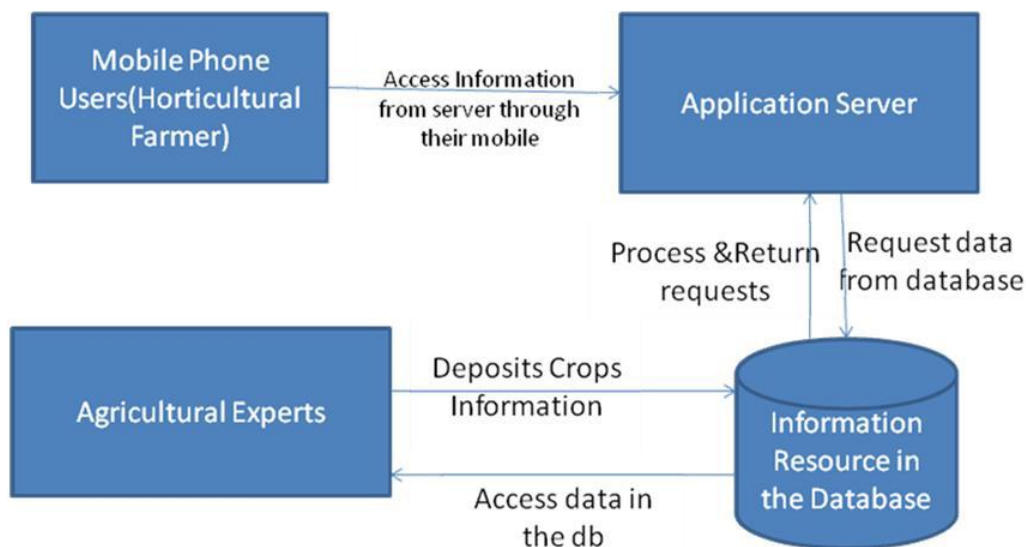 Mobile Phone
Users(Horticultural
Farmer)
Access Information
from server through
their mobile
Application Server
Process &Return
requests
Request data
from database
Agricultural Experts
Deposits Crops
Information
Access data in
the db
Information
Resource in
the Database